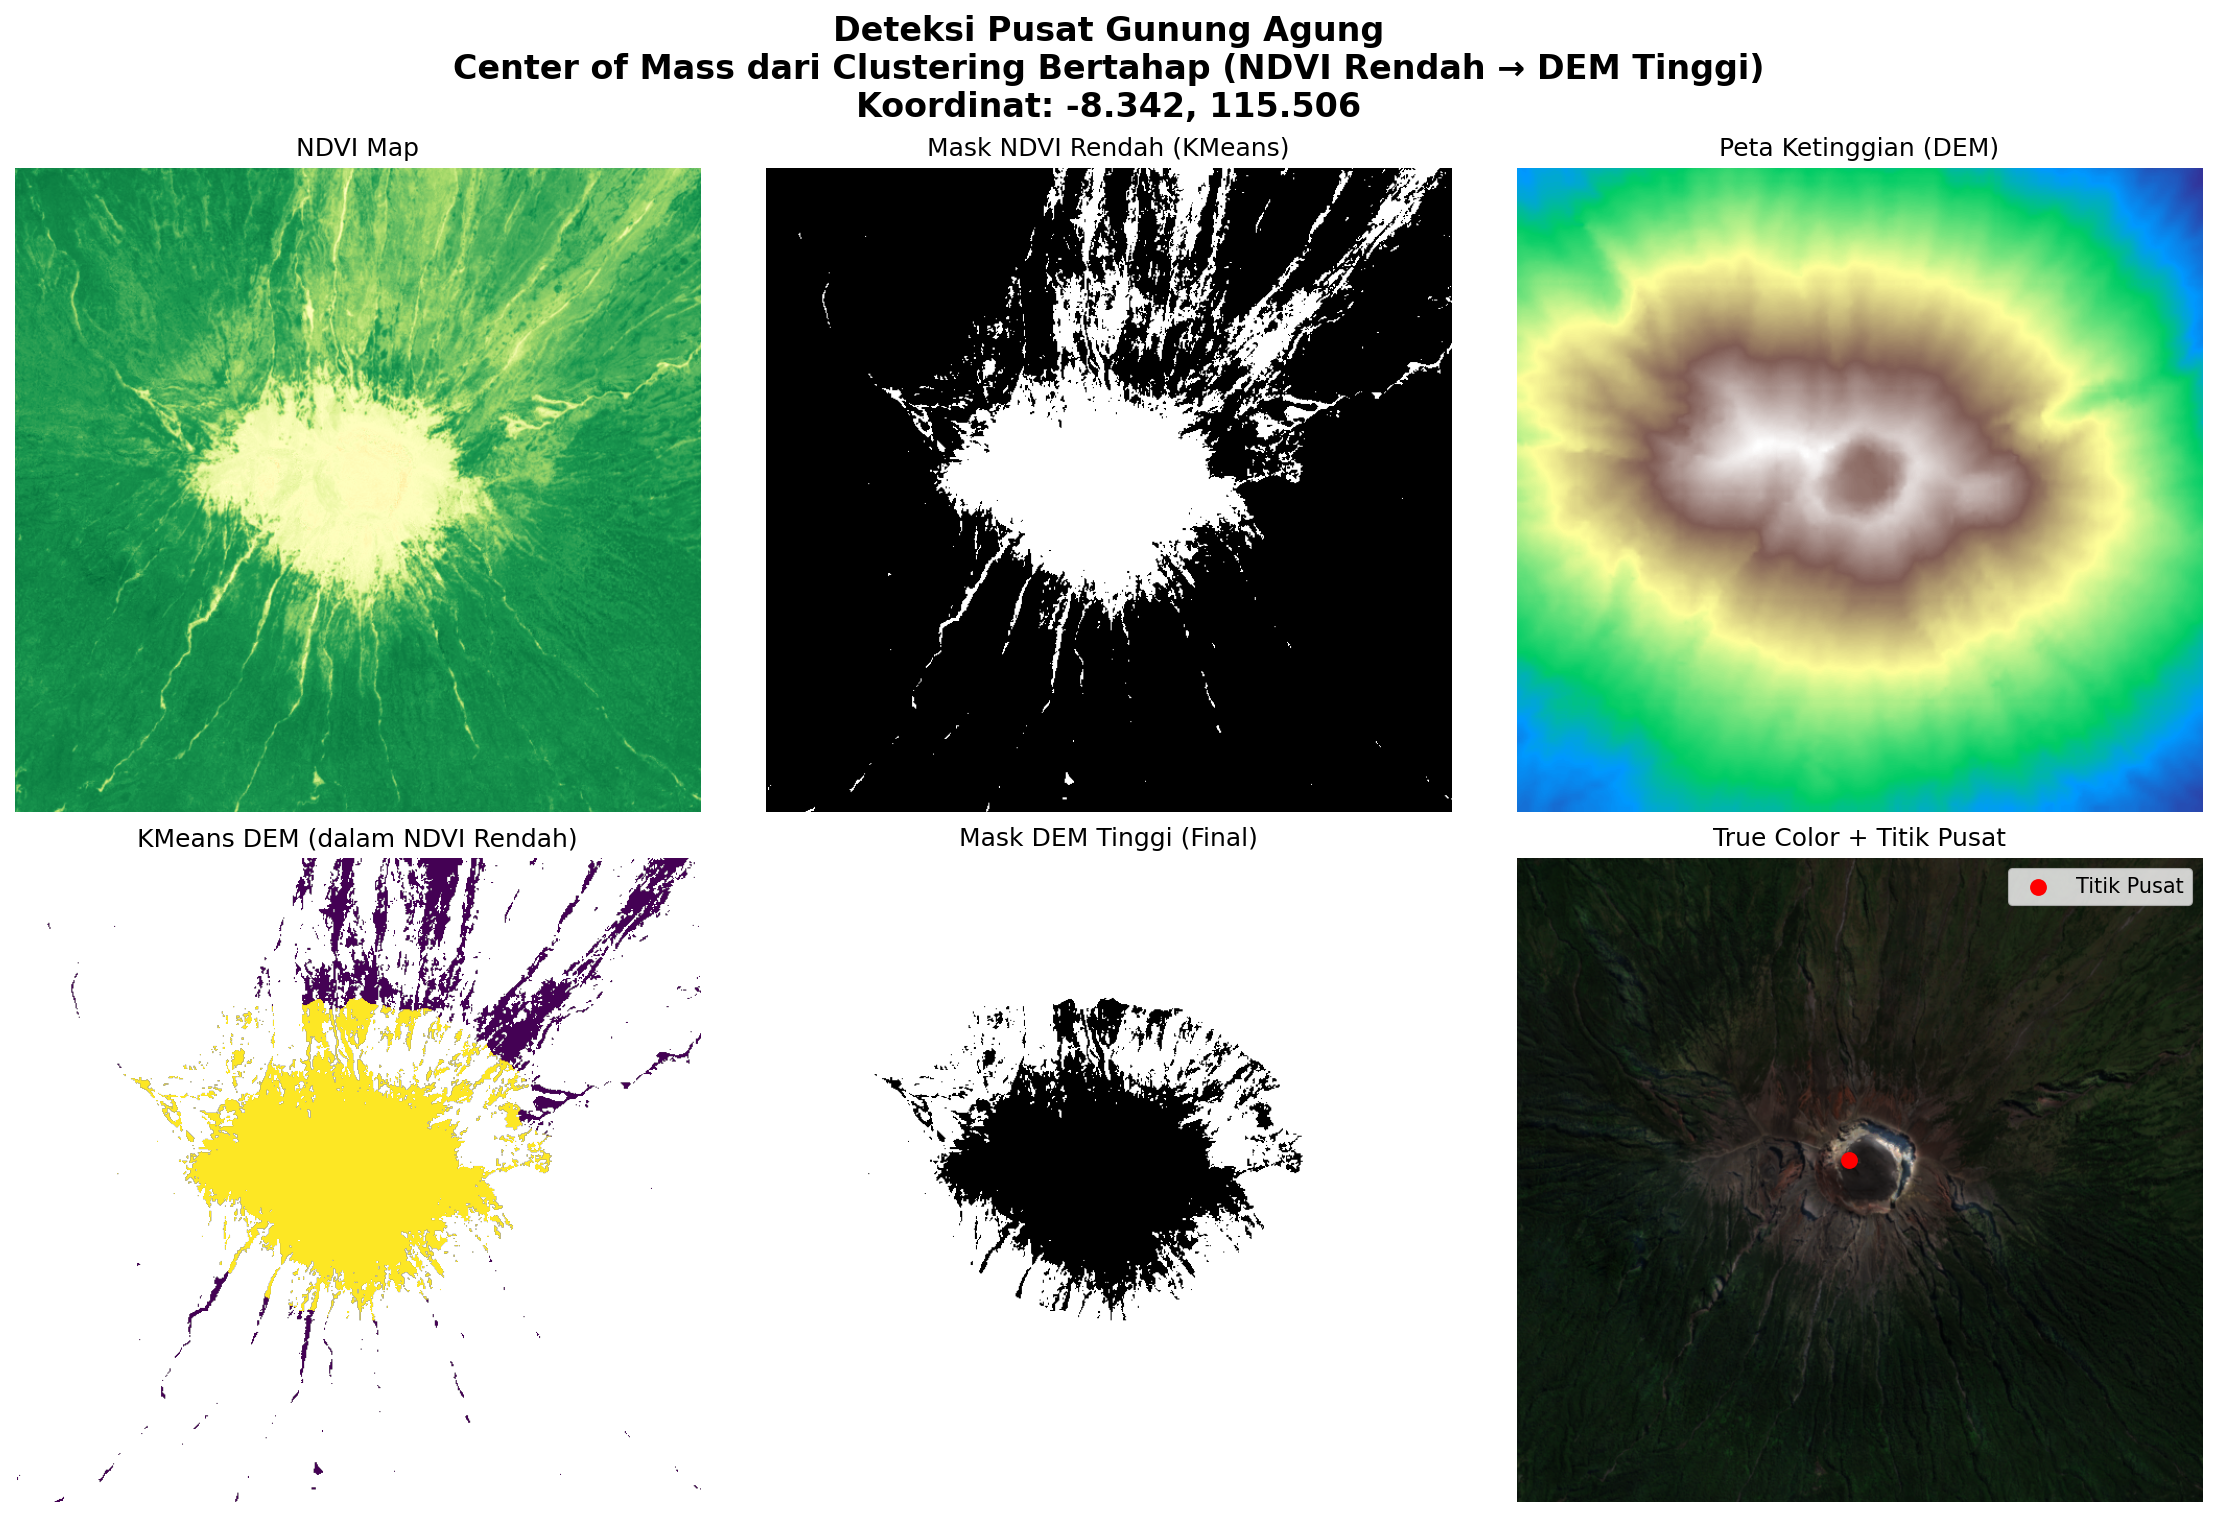 Deteksi Pusat Gunung Agung
Center of Mass dari Clustering Bertahap (NDVI Rendah → DEM Tinggi)
Koordinat: -8.342, 115.506
NDVI Map
Mask NDVI Rendah (KMeans)
Peta Ketinggian (DEM)
KMeans DEM (dalam NDVI Rendah)
Mask DEM Tinggi (Final)
True Color + Titik Pusat
Titik Pusat